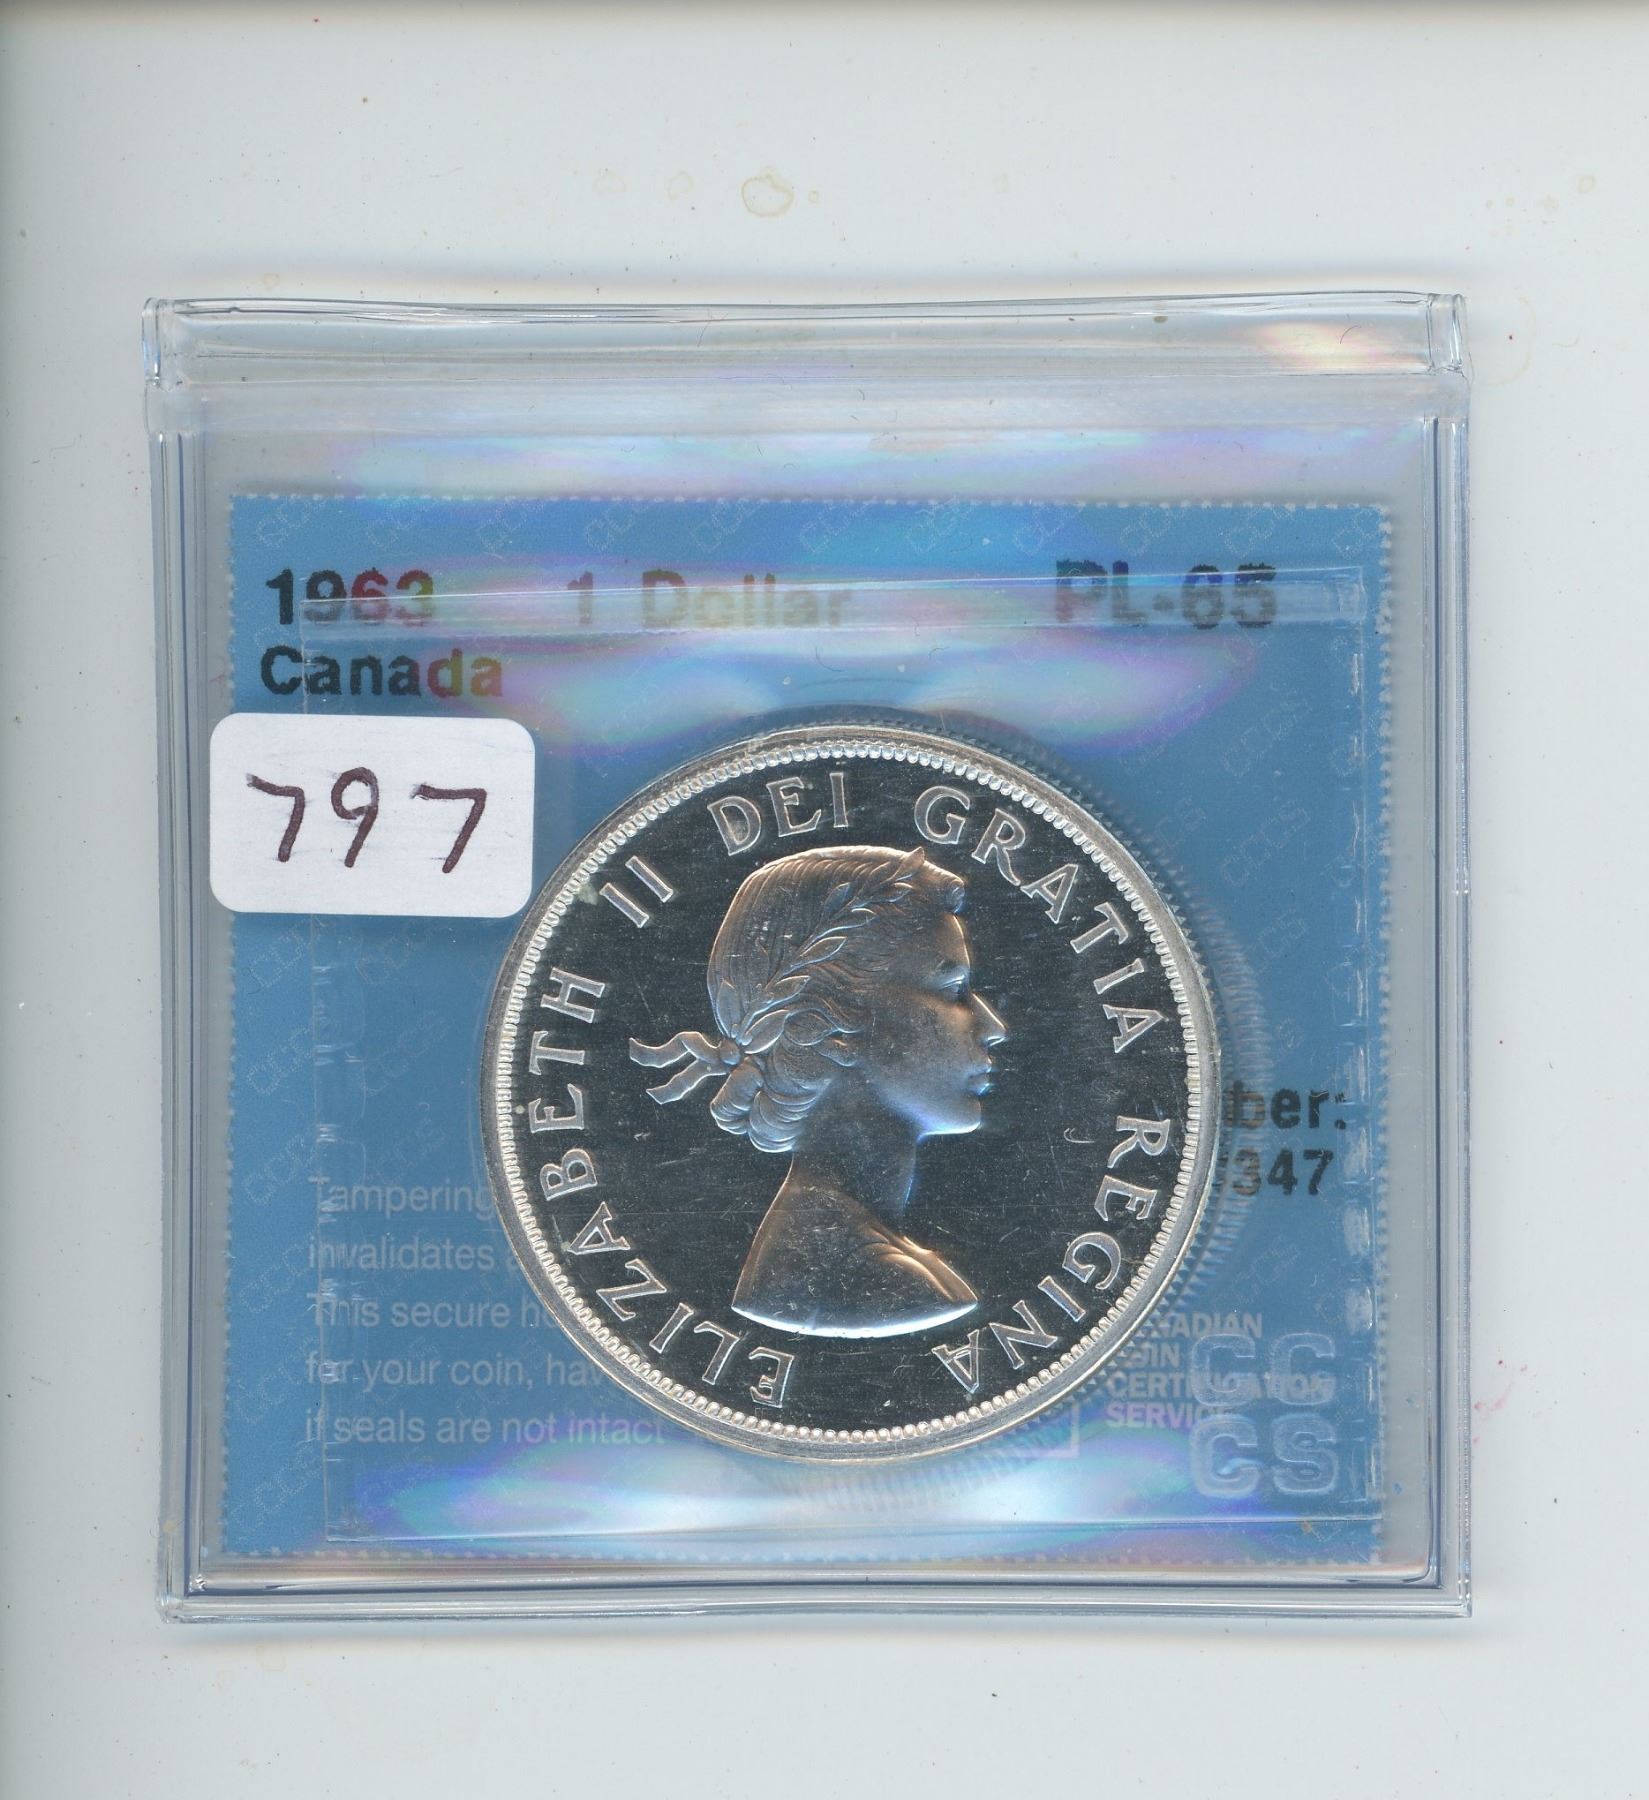 1963 1 Dollar PL-65
Canada
797
ELIZABETH II DEI GRATIA REGINA
ber:
347
Tampering
invalidates
This secure
for your coin,
if seals are not intact
CANADIAN
COIN
CERTIFICATION
SERVICE
CC
CS